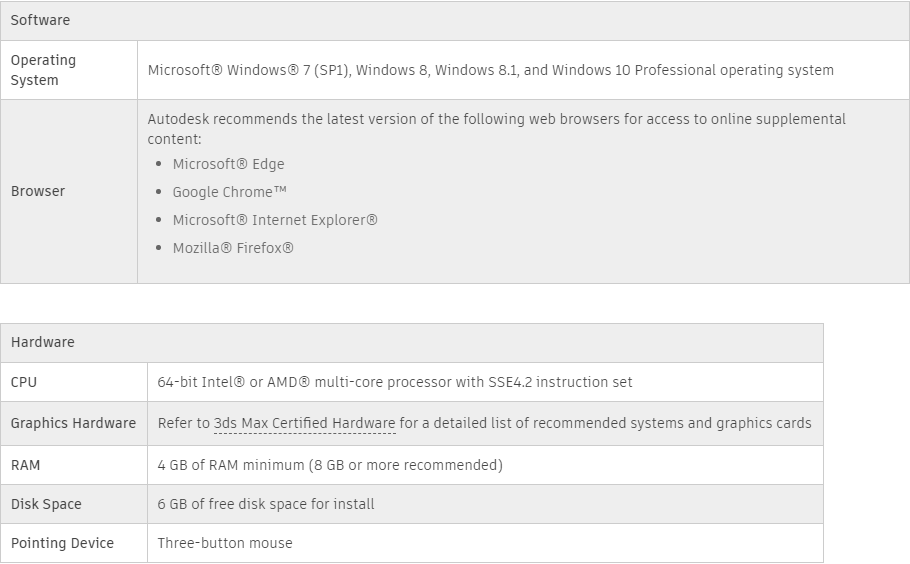 Software
Operating
System
Microsoft® Windows® 7 (SP1), Windows 8, Windows 8.1, and Windows 10 Professional operating system
Browser
Autodesk recommends the latest version of the following web browsers for access to online supplemental
content:
• Microsoft® Edge
• Google Chrome™
• Microsoft® Internet Explorer®
• Mozilla® Firefox®
Hardware
CPU
64-bit Intel® or AMD® multi-core processor with SSE4.2 instruction set
Graphics Hardware
Refer to 3ds Max Certified Hardware for a detailed list of recommended systems and graphics cards
RAM
4 GB of RAM minimum (8 GB or more recommended)
Disk Space
6 GB of free disk space for install
Pointing Device
Three-button mouse